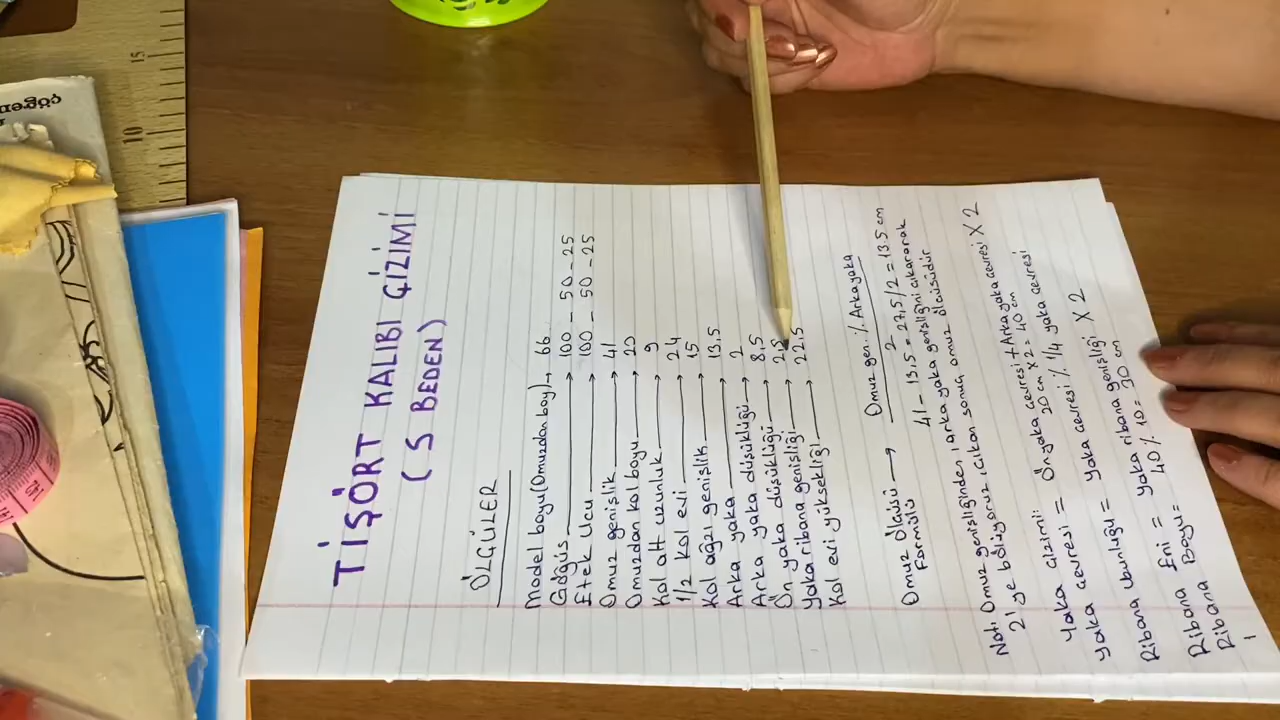 TİŞÖRT KALIBI ÇİZİMİ
(S BEDEN)
ÖLÇÜLER
Model boyu (Omuzdan boy) → 66
Göğüs → 100 - 50 - 25
Etek Ucu → 100 - 50 - 25
Omuz genişlik → 41
Omuzdan kol boyu → 20
Kol altı uzunluk → 9
1/2 kol evi → 24
Kol ağzı genişlik → 15
Arka yaka → 13,5
Arka yaka düşüklüğü → 2
Ön yaka düşüklüğü → 8,5
Yaka ribana genişliği → 2,5
Kol evi yüksekliği → 22.5
Omuz Ölçüsü → Omuz gen. % Arka yaka
Formülü 2
41 - 13,5 = 27,5 / 2 = 13.5 cm
Not: Omuz genişliğinden, arka yaka genişliğini çıkararak
2'ye bölüyoruz, çıkan sonuç omuz ölçüsüdür
Yaka çizimi:
Yaka çevresi = Ön yaka çevresi + Arka yaka çevresi X 2
20 cm X 2 = 40 cm
Ribana uzunluğu = yaka çevresi % 1/4 yaka çevresi
Ribana Eni = yaka ribana genişliği X 2
Ribana Boyu = 40 % 10 = 30 cm
10
15